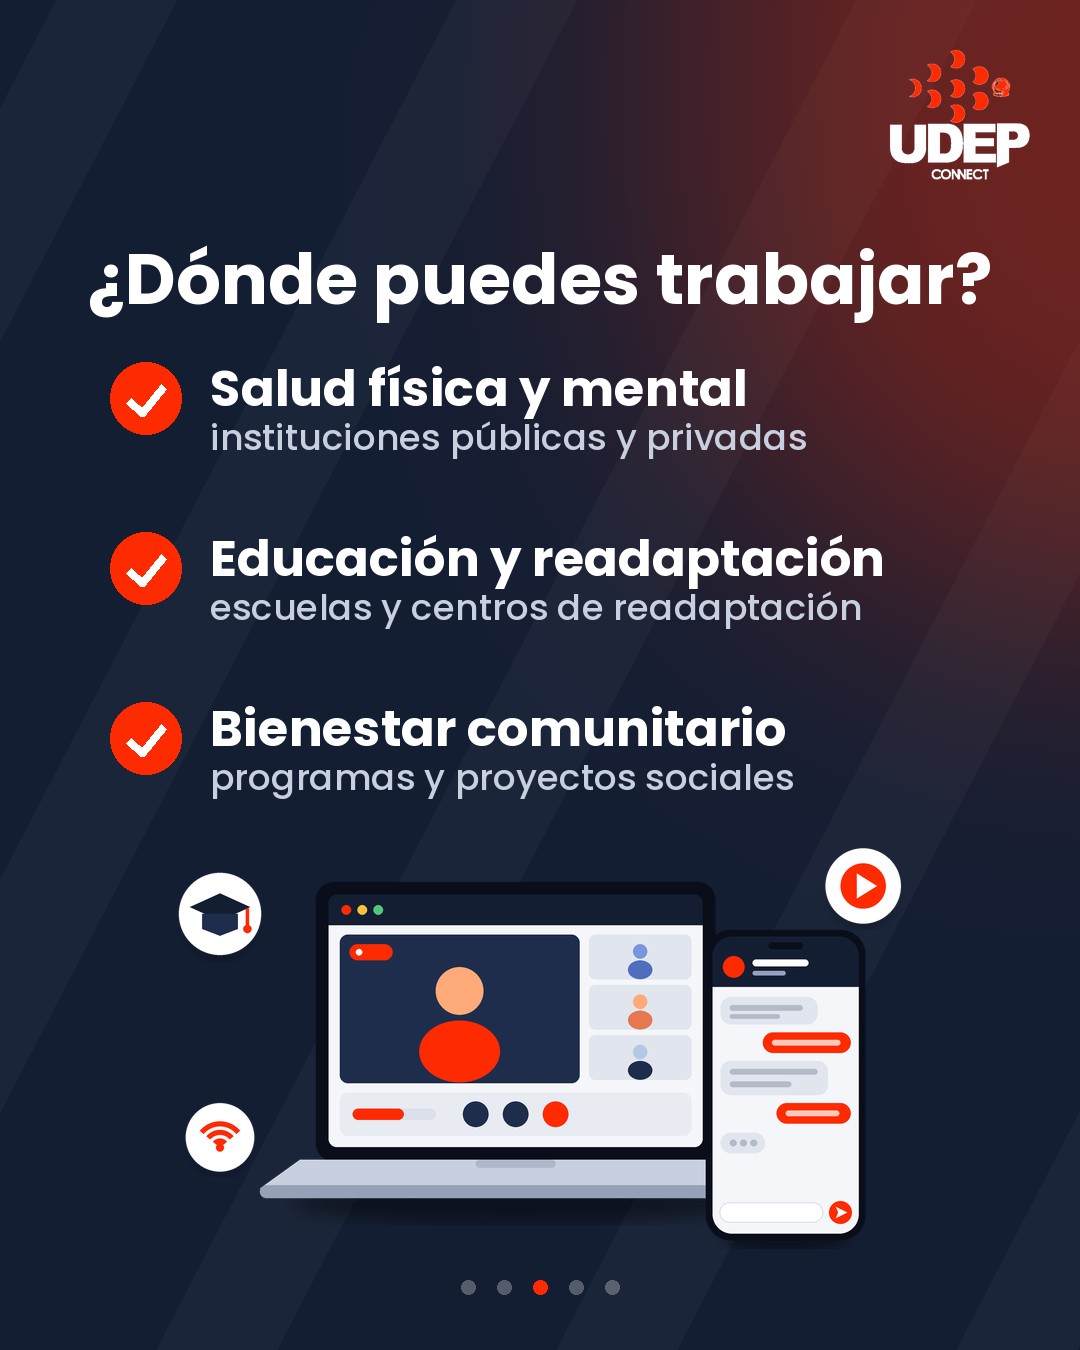 UDEP
CONNECT
¿Dónde puedes trabajar?
Salud física y mental
instituciones públicas y privadas
Educación y readaptación
escuelas y centros de readaptación
Bienestar comunitario
programas y proyectos sociales